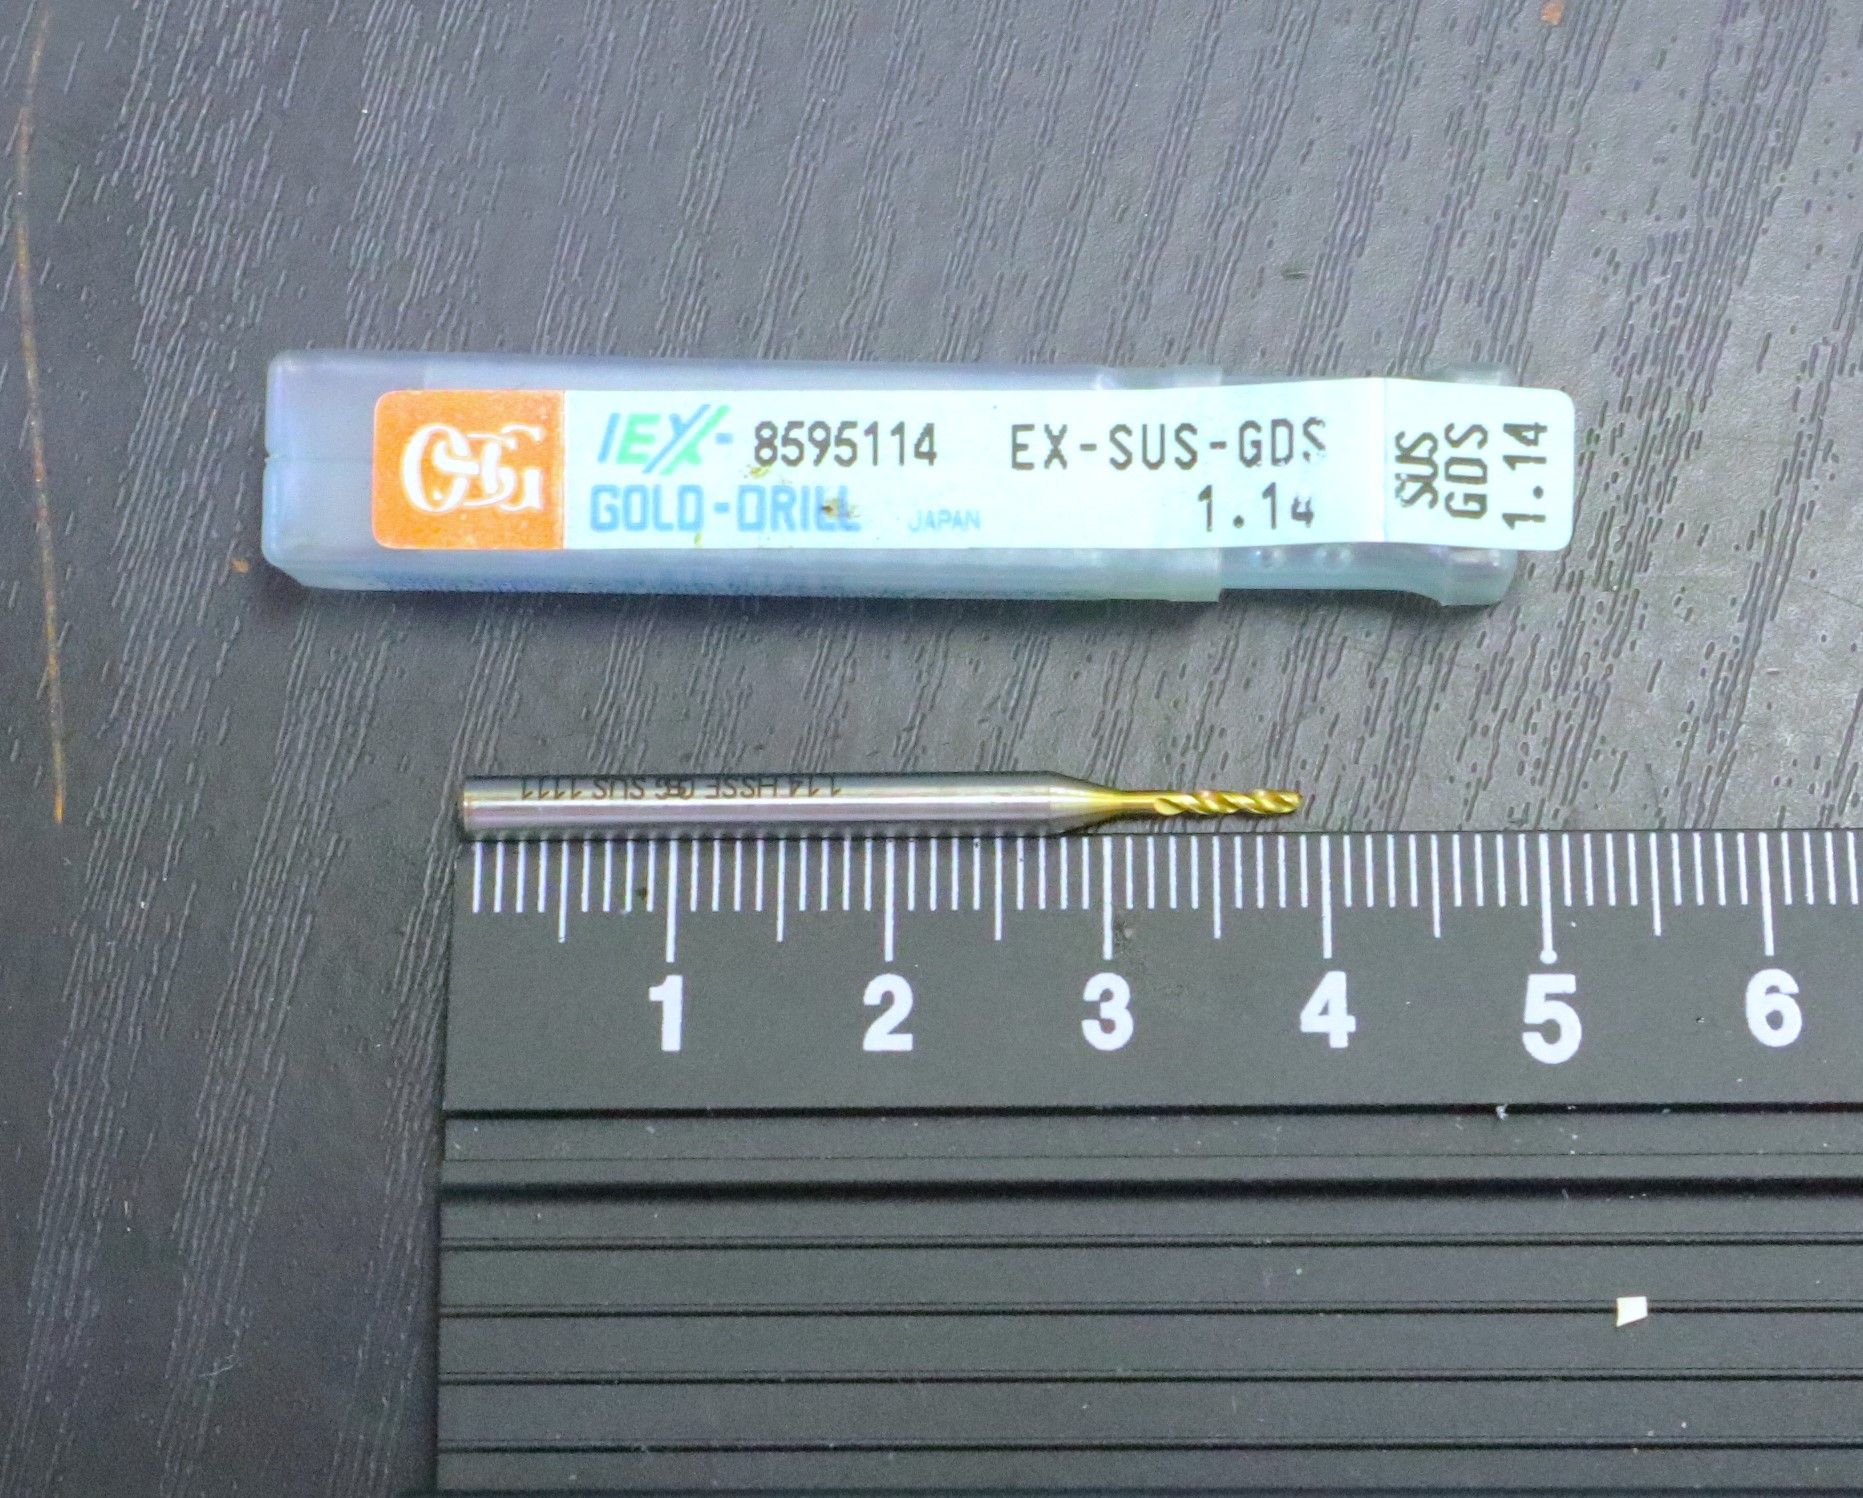 OSG EX- 8595114 EX-SUS-GDS
GOLD-DRILL JAPAN 1.14
SUS
GDS
1.14
1.14 HSSE OSG SUS 1111
1 2 3 4 5 6